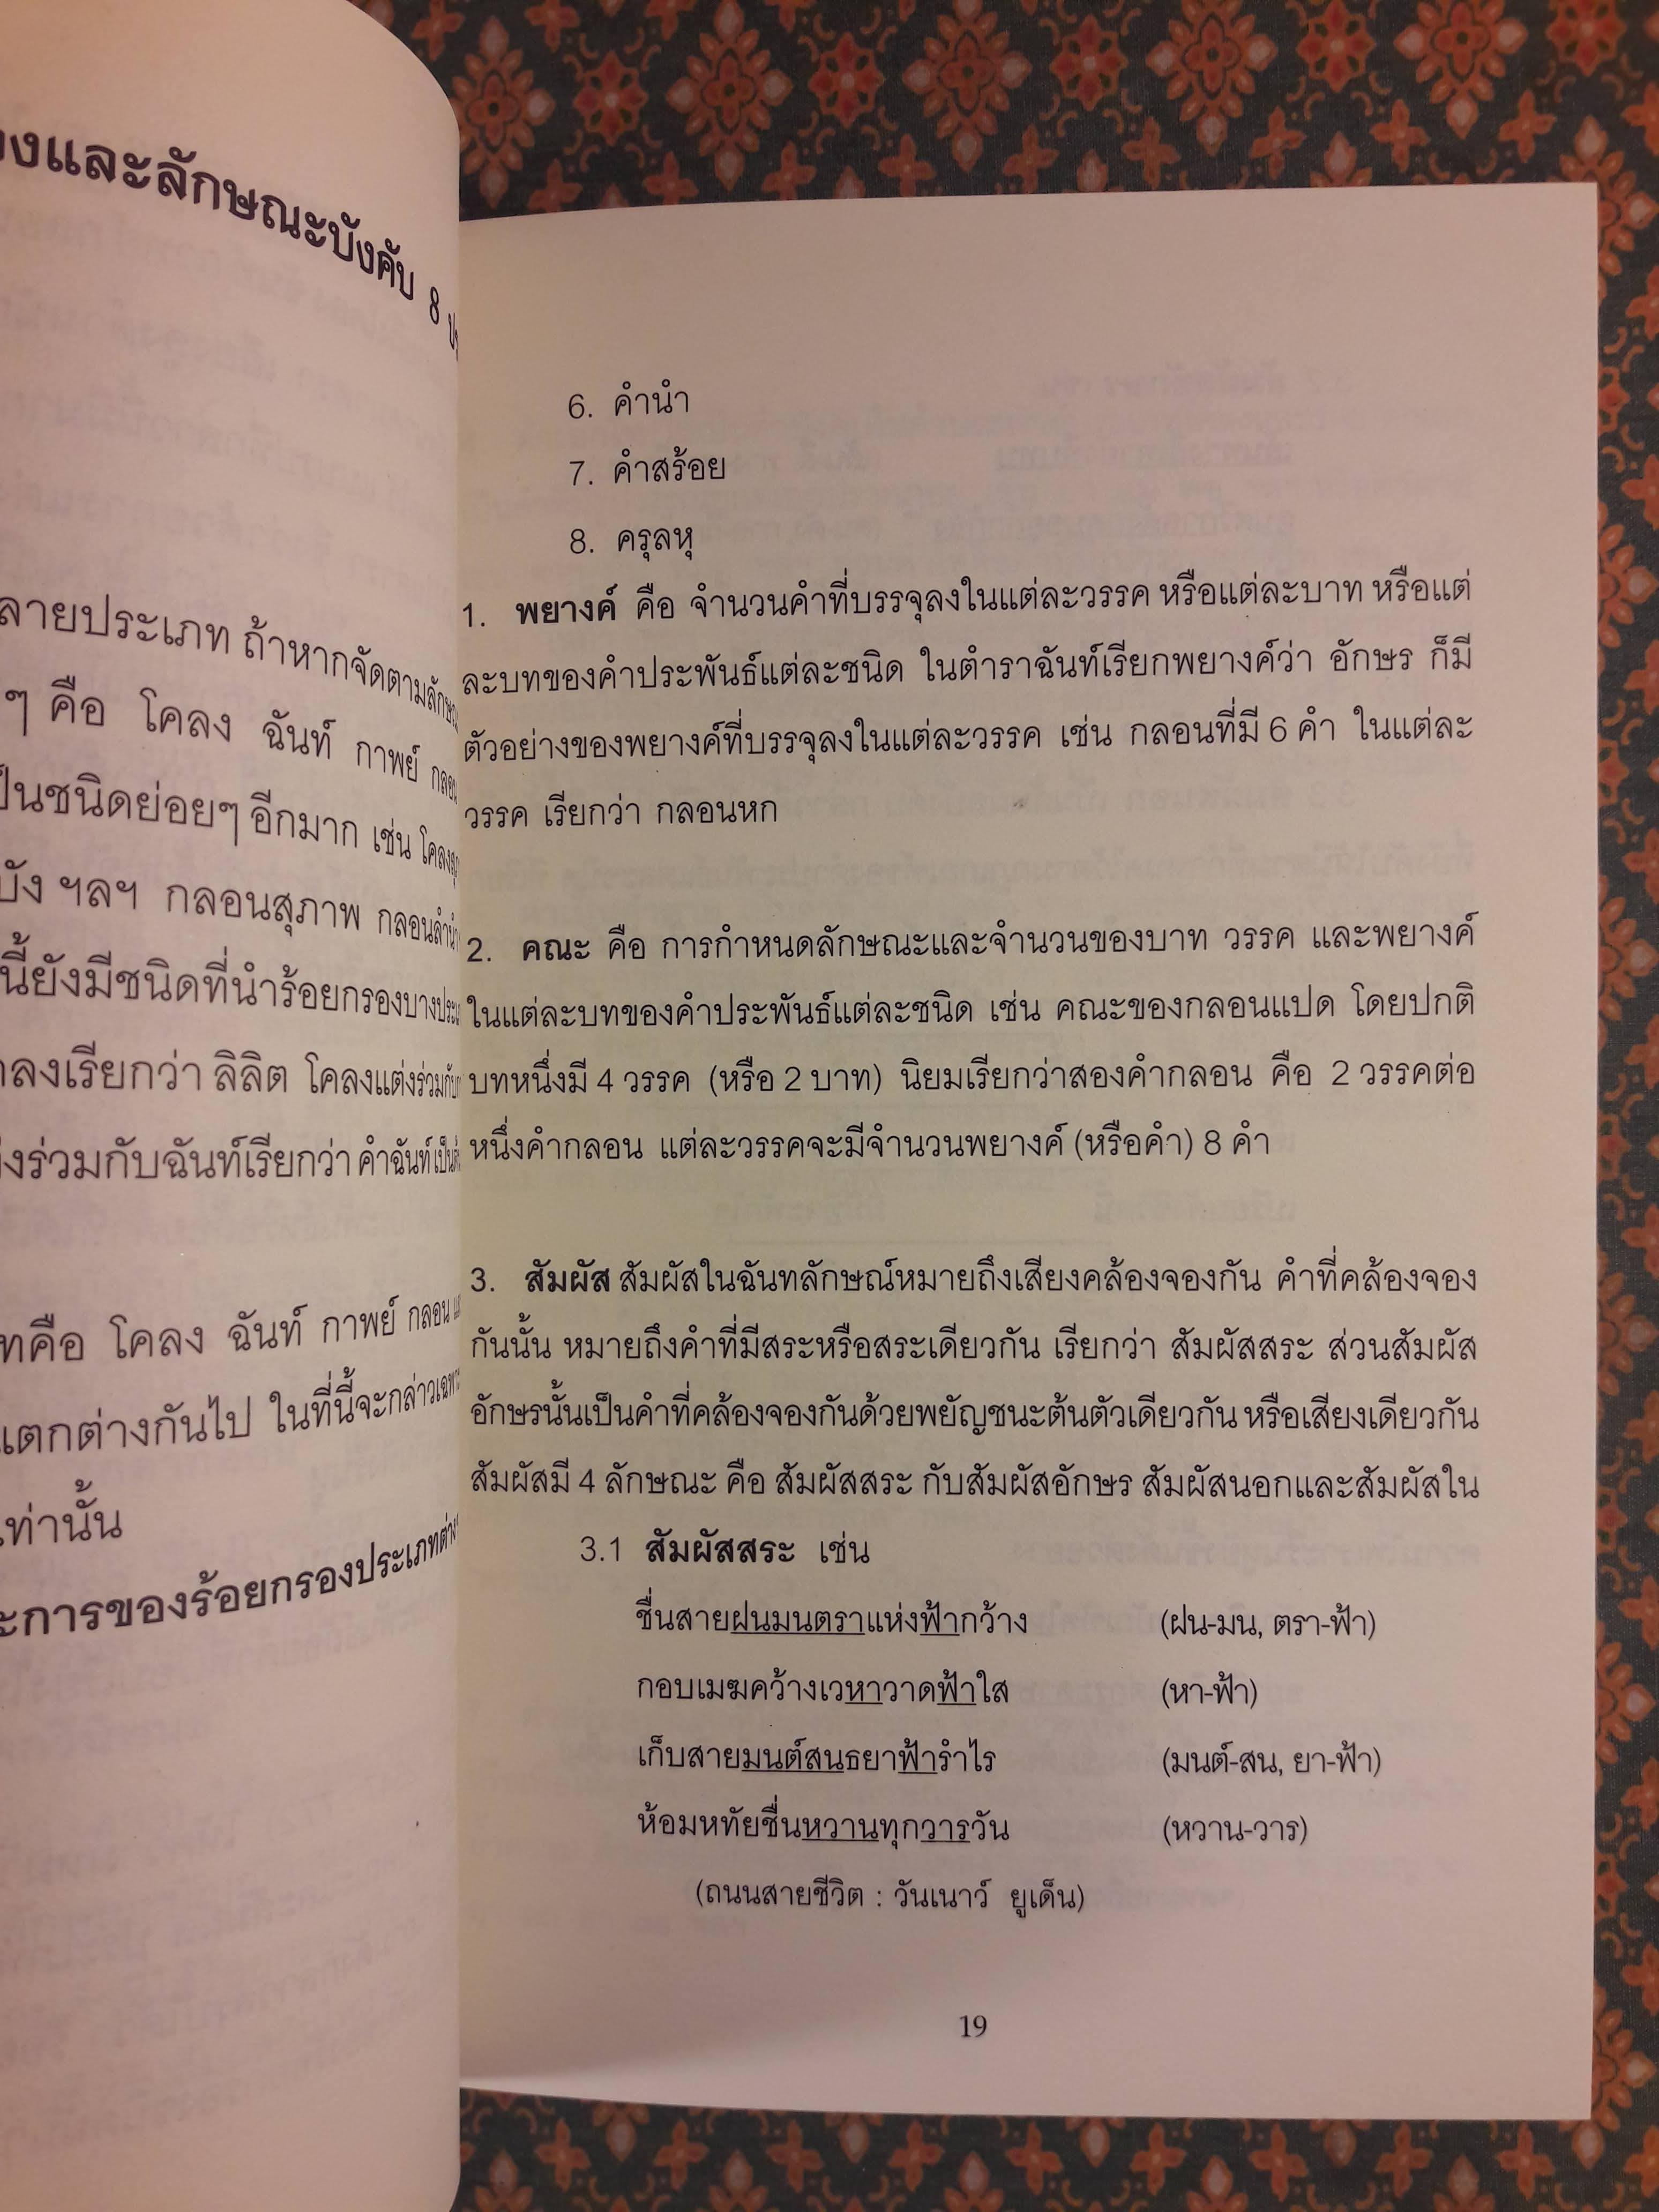 และลักษณะบังคับ 8
ประเภท ถ้าหากจัดตาม
ๆ คือ โคลง ฉันท์ กาพย์
ชนิดย่อยๆ อีกมาก เช่น
ฯลฯ กลอนสุภาพ
นี้ยังมีชนิดที่นำร้อยกรอง
เรียกว่า ลิลิต โคลงแต่งร่วม
ร่วมกับฉันท์เรียกว่า คำฉันท์
คือ โคลง ฉันท์ กาพย์ กลอน
แตกต่างกันไป ในที่นี้จะกล่าว
เท่านั้น
การของร้อยกรองประเภท
6. คำนำ
7. คำสร้อย
8. ครุลหุ
1. พยางค์ คือ จำนวนคำที่บรรจุลงในแต่ละวรรค หรือแต่ละบาท หรือแต่
ละบทของคำประพันธ์แต่ละชนิด ในตำราฉันท์เรียกพยางค์ว่า อักษร ก็มี
ตัวอย่างของพยางค์ที่บรรจุลงในแต่ละวรรค เช่น กลอนที่มี 6 คำ ในแต่ละ
วรรค เรียกว่า กลอนหก
2. คณะ คือ การกำหนดลักษณะและจำนวนของบาท วรรค และพยางค์
ในแต่ละบทของคำประพันธ์แต่ละชนิด เช่น คณะของกลอนแปด โดยปกติ
บทหนึ่งมี 4 วรรค (หรือ 2 บาท) นิยมเรียกว่าสองคำกลอน คือ 2 วรรคต่อ
หนึ่งคำกลอน แต่ละวรรคจะมีจำนวนพยางค์ (หรือคำ) 8 คำ
3. สัมผัส สัมผัสในฉันทลักษณ์หมายถึงเสียงคล้องจองกัน คำที่คล้องจอง
กันนั้น หมายถึงคำที่มีสระหรือสระเดียวกัน เรียกว่า สัมผัสสระ ส่วนสัมผัส
อักษรนั้นเป็นคำที่คล้องจองกันด้วยพยัญชนะต้นตัวเดียวกัน หรือเสียงเดียวกัน
สัมผัสมี 4 ลักษณะ คือ สัมผัสสระ กับสัมผัสอักษร สัมผัสนอกและสัมผัสใน
3.1 สัมผัสสระ เช่น
ชื่นสายฝนมนตราแห่งฟ้ากว้าง (ฝน-มน, ตรา-ฟ้า)
กอบเมฆคว้างเวหาวาดฟ้าใส (หา-ฟ้า)
เก็บสายมนต์สนธยาฟ้ารำไร (มนต์-สน, ยา-ฟ้า)
ห้อมหทัยชื่นหวานทุกวารวัน (หวาน-วาร)
(ถนนสายชีวิต : วันเนาว์ ยูเด็น)
19